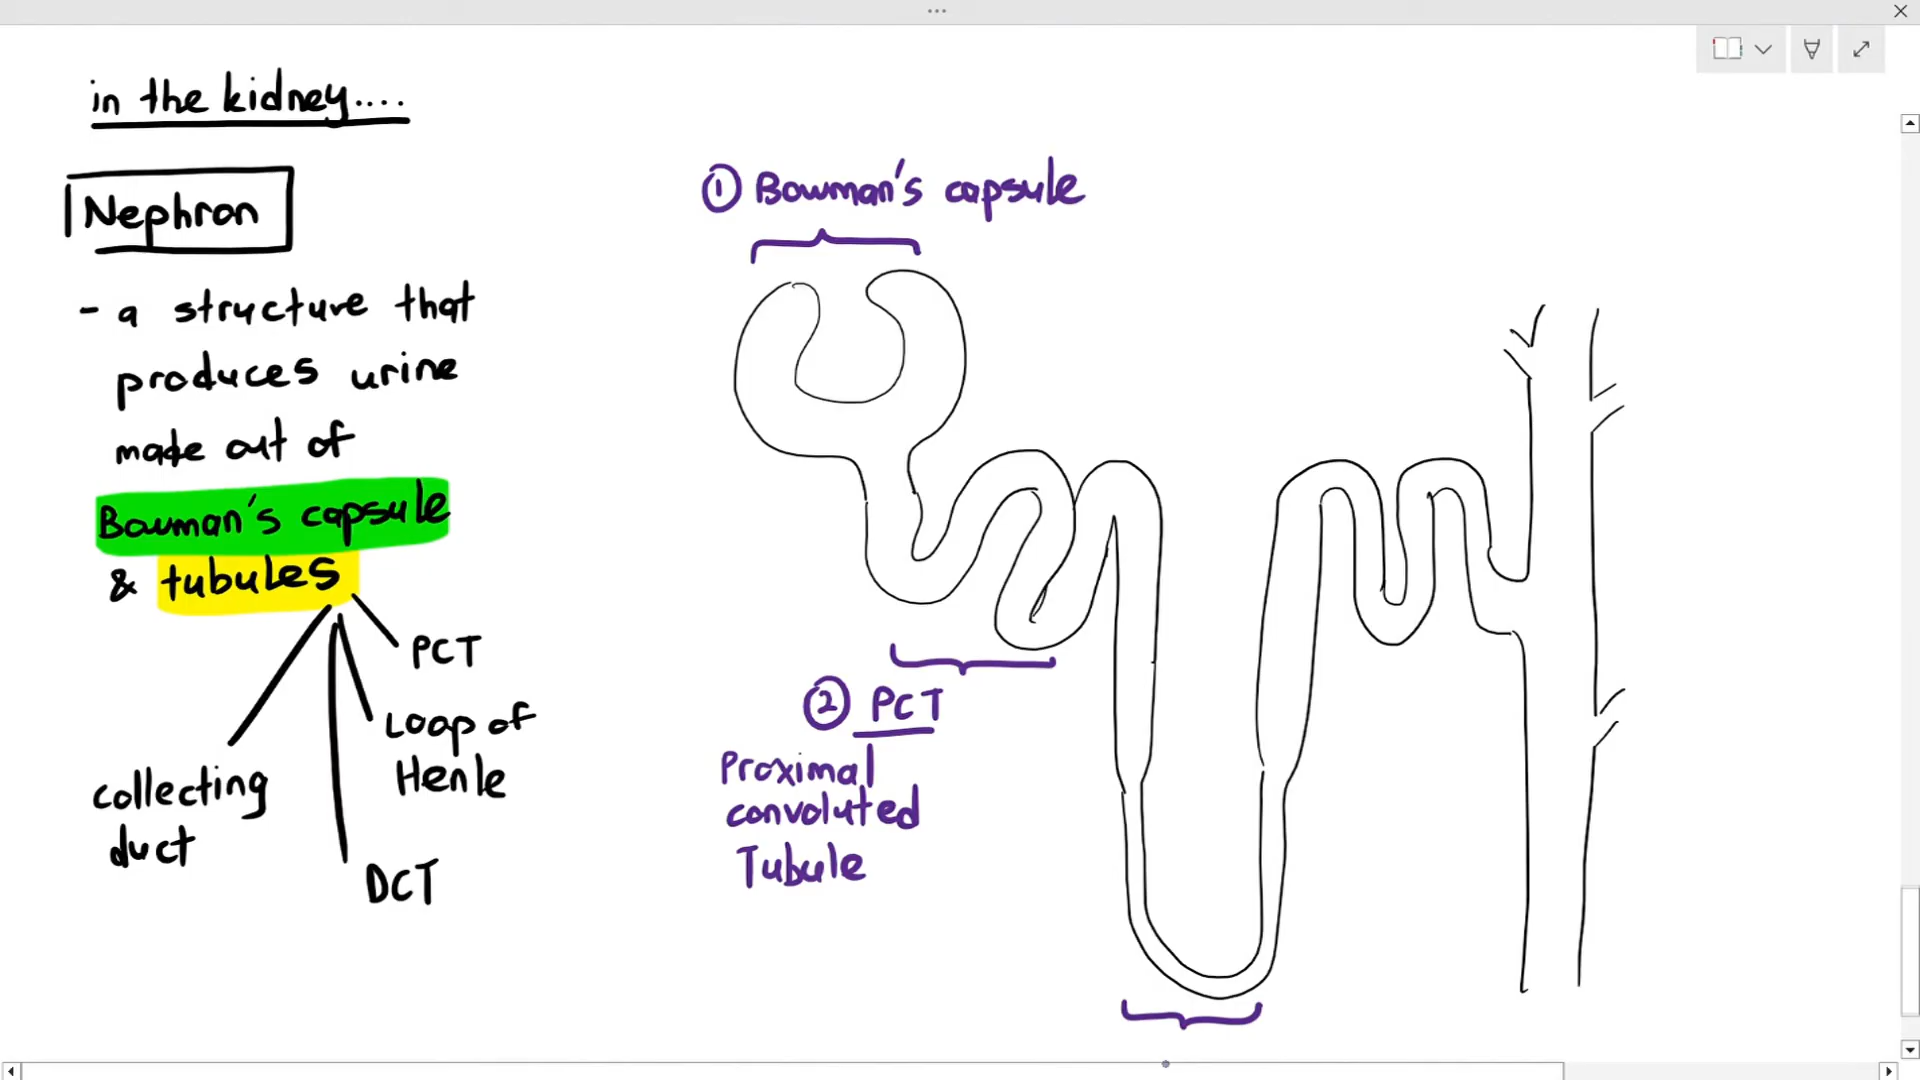 in the kidney....
Nephron
- a structure that
produces urine
made out of
Bowman's capsule
& tubules
PCT
Loop of
Henle
collecting
duct
DCT
① Bowman's capsule
② PCT
Proximal
convoluted
Tubule